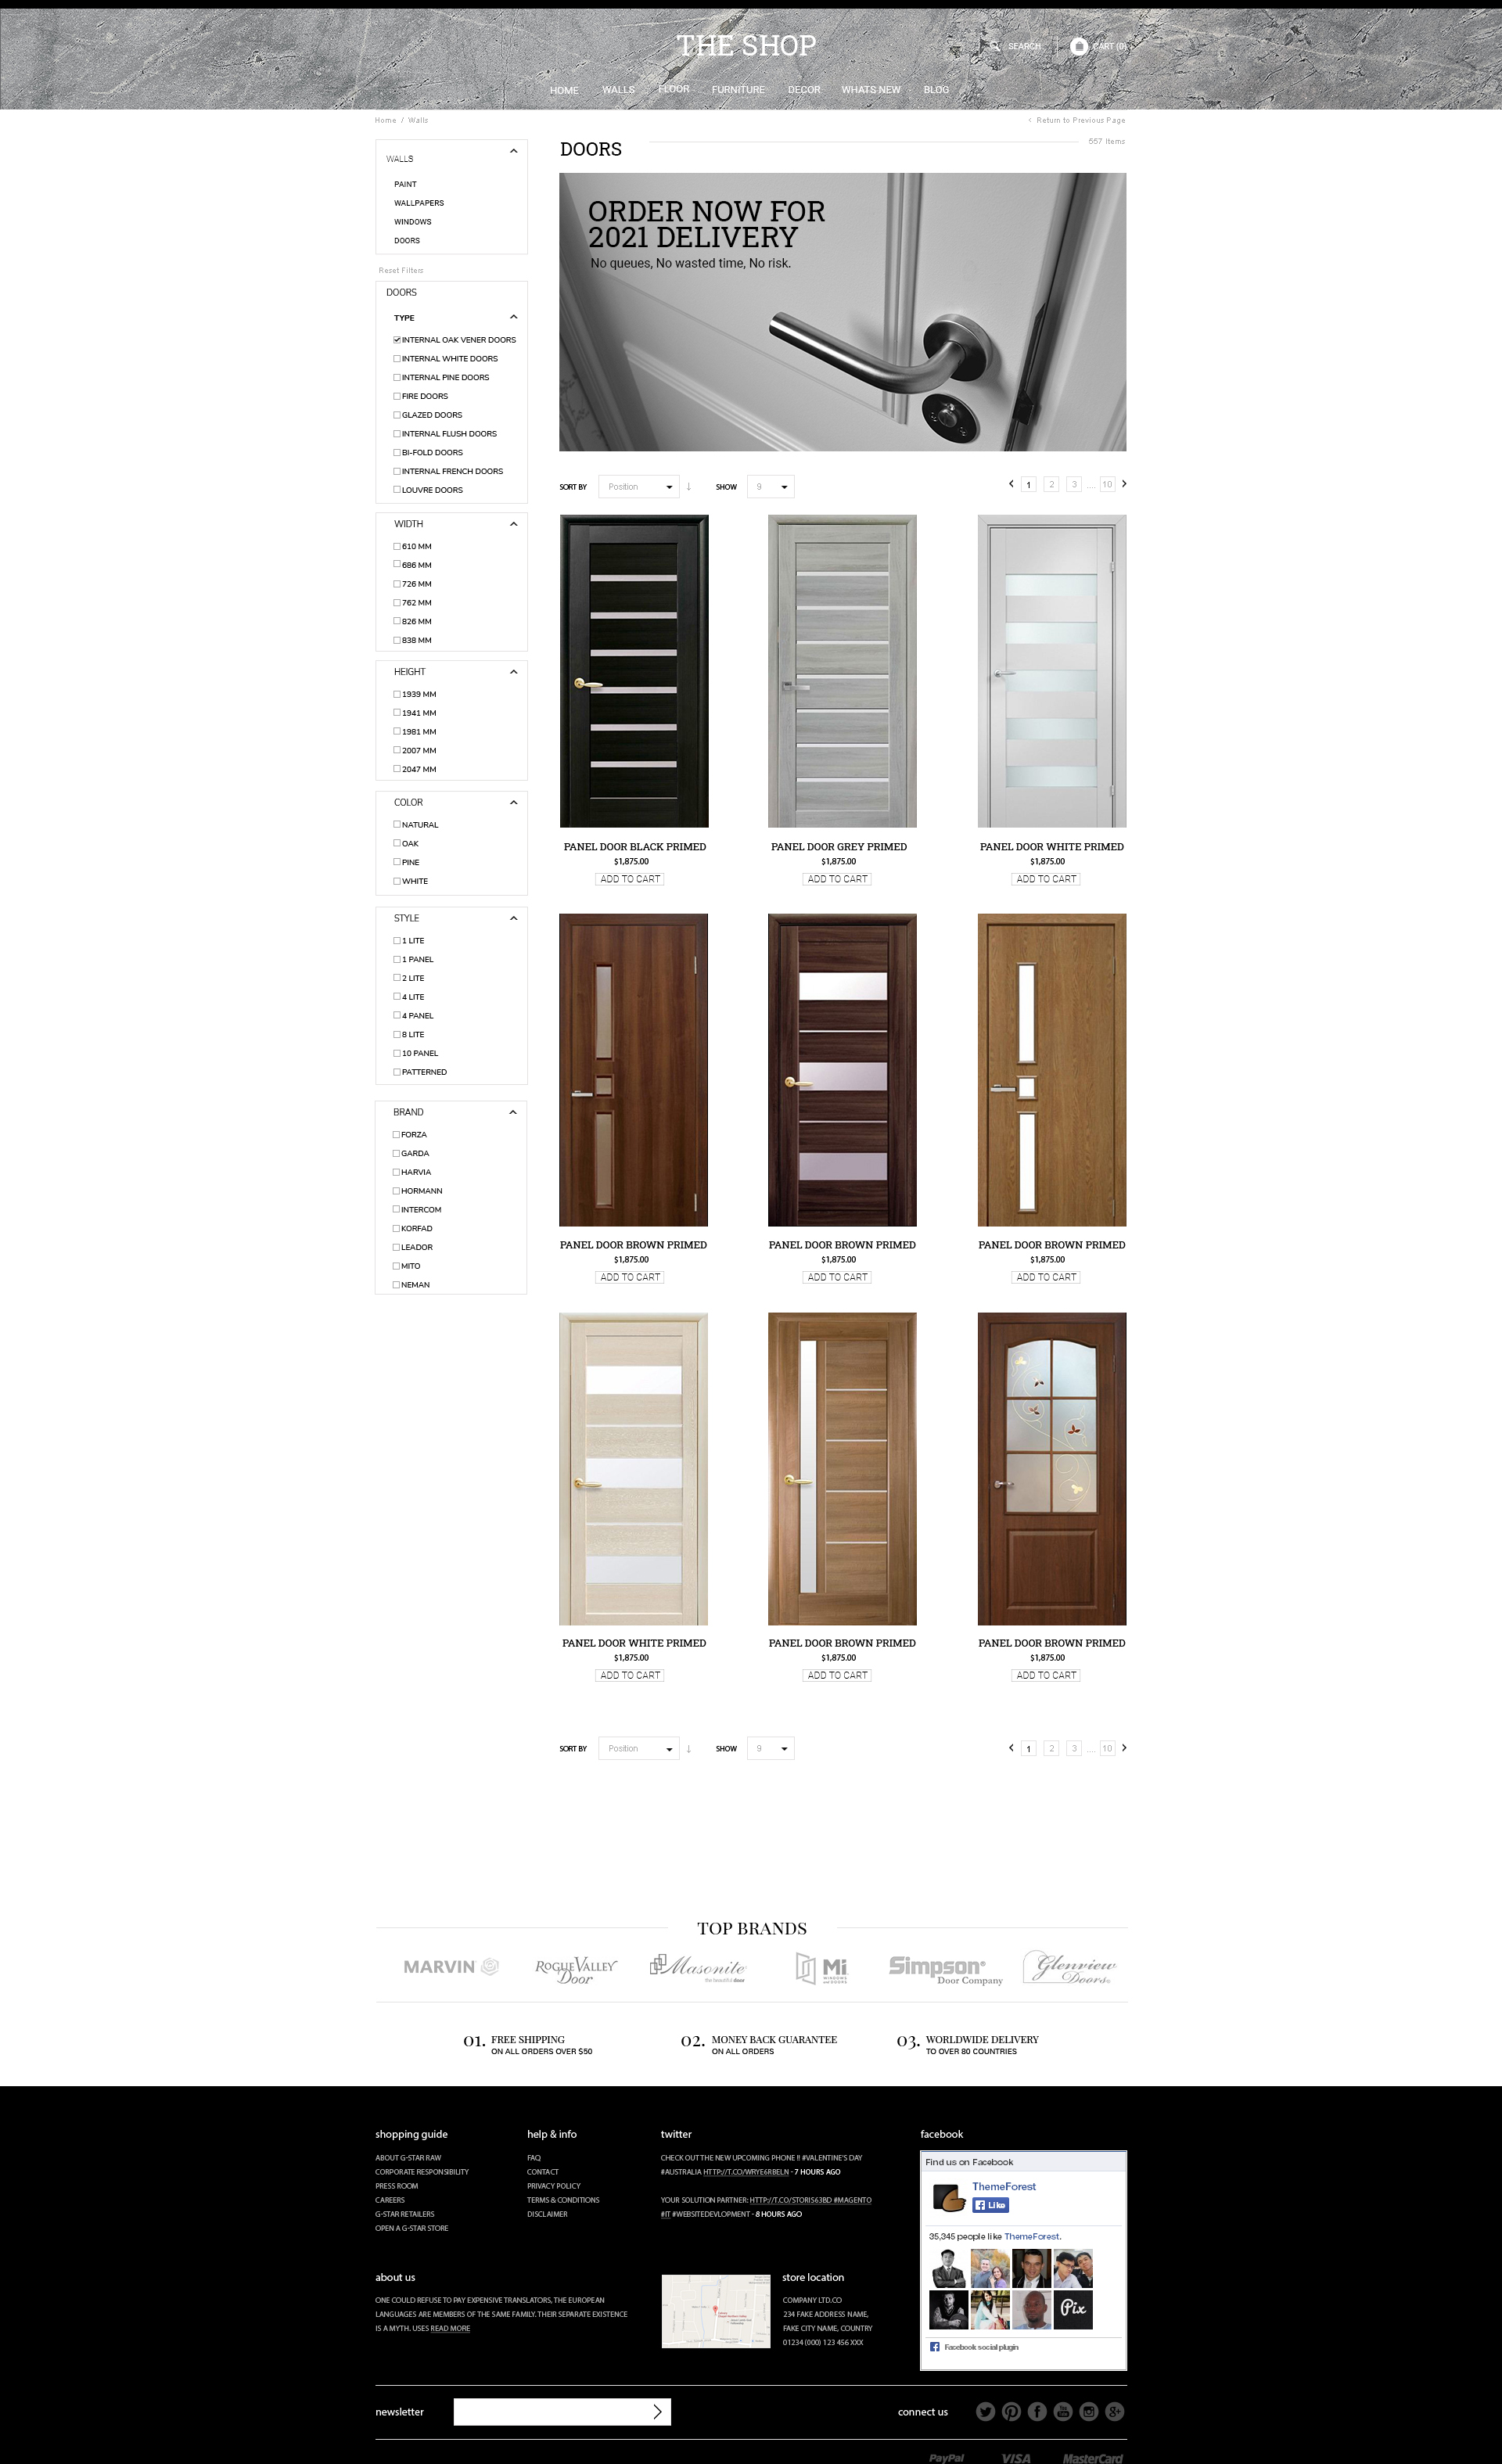 THE SHOP
SEARCH
CART (0)
HOME WALLS FLOOR FURNITURE DECOR WHATS NEW BLOG
Home / Walls
‹ Return to Previous Page
WALLS
PAINT
WALLPAPERS
WINDOWS
DOORS
Reset Filters
DOORS
TYPE
INTERNAL OAK VENER DOORS
INTERNAL WHITE DOORS
INTERNAL PINE DOORS
FIRE DOORS
GLAZED DOORS
INTERNAL FLUSH DOORS
BI-FOLD DOORS
INTERNAL FRENCH DOORS
LOUVRE DOORS
WIDTH
610 MM
686 MM
726 MM
762 MM
826 MM
838 MM
HEIGHT
1939 MM
1941 MM
1981 MM
2007 MM
2047 MM
COLOR
NATURAL
OAK
PINE
WHITE
STYLE
1 LITE
1 PANEL
2 LITE
4 LITE
4 PANEL
8 LITE
10 PANEL
PATTERNED
BRAND
FORZA
GARDA
HARVIA
HORMANN
INTERCOM
KORFAD
LEADOR
MITO
NEMAN
DOORS
557 Items
ORDER NOW FOR
2021 DELIVERY
No queues, No wasted time, No risk.
SORT BY Position ↓ SHOW 9
1 2 3 .... 10
PANEL DOOR BLACK PRIMED
$1,875.00
ADD TO CART
PANEL DOOR GREY PRIMED
$1,875.00
ADD TO CART
PANEL DOOR WHITE PRIMED
$1,875.00
ADD TO CART
PANEL DOOR BROWN PRIMED
$1,875.00
ADD TO CART
PANEL DOOR BROWN PRIMED
$1,875.00
ADD TO CART
PANEL DOOR BROWN PRIMED
$1,875.00
ADD TO CART
PANEL DOOR WHITE PRIMED
$1,875.00
ADD TO CART
PANEL DOOR BROWN PRIMED
$1,875.00
ADD TO CART
PANEL DOOR BROWN PRIMED
$1,875.00
ADD TO CART
SORT BY Position ↓ SHOW 9
1 2 3 .... 10
TOP BRANDS
MARVIN
ROGUE VALLEY
Door
Masonite
the beautiful door
Mi
WINDOWS
AND DOORS
Simpson®
Door Company
Glenview
Doors
01. FREE SHIPPING
ON ALL ORDERS OVER $50
02. MONEY BACK GUARANTEE
ON ALL ORDERS
03. WORLDWIDE DELIVERY
TO OVER 80 COUNTRIES
shopping guide
ABOUT G-STAR RAW
CORPORATE RESPONSIBILITY
PRESS ROOM
CAREERS
G-STAR RETAILERS
OPEN A G-STAR STORE
help & info
FAQ
CONTACT
PRIVACY POLICY
TERMS & CONDITIONS
DISCLAIMER
twitter
CHECK OUT THE NEW UPCOMING PHONE !! #VALENTINE'S DAY
#AUSTRALIA HTTP://T.CO/WRYE6RBELN - 7 HOURS AGO
YOUR SOLUTION PARTNER: HTTP://T.CO/STORIS63BD #MAGENTO
#IT #WEBSITEDEVLOPMENT - 8 HOURS AGO
facebook
Find us on Facebook
ThemeForest
Like
35,345 people like ThemeForest.
Pix
Facebook social plugin
about us
ONE COULD REFUSE TO PAY EXPENSIVE TRANSLATORS, THE EUROPEAN
LANGUAGES ARE MEMBERS OF THE SAME FAMILY. THEIR SEPARATE EXISTENCE
IS A MYTH. USES READ MORE
store location
COMPANY LTD.CO
234 FAKE ADDRESS NAME,
FAKE CITY NAME, COUNTRY
01234 (000) 123 456 XXX
newsletter
connect us
PayPal VISA MasterCard